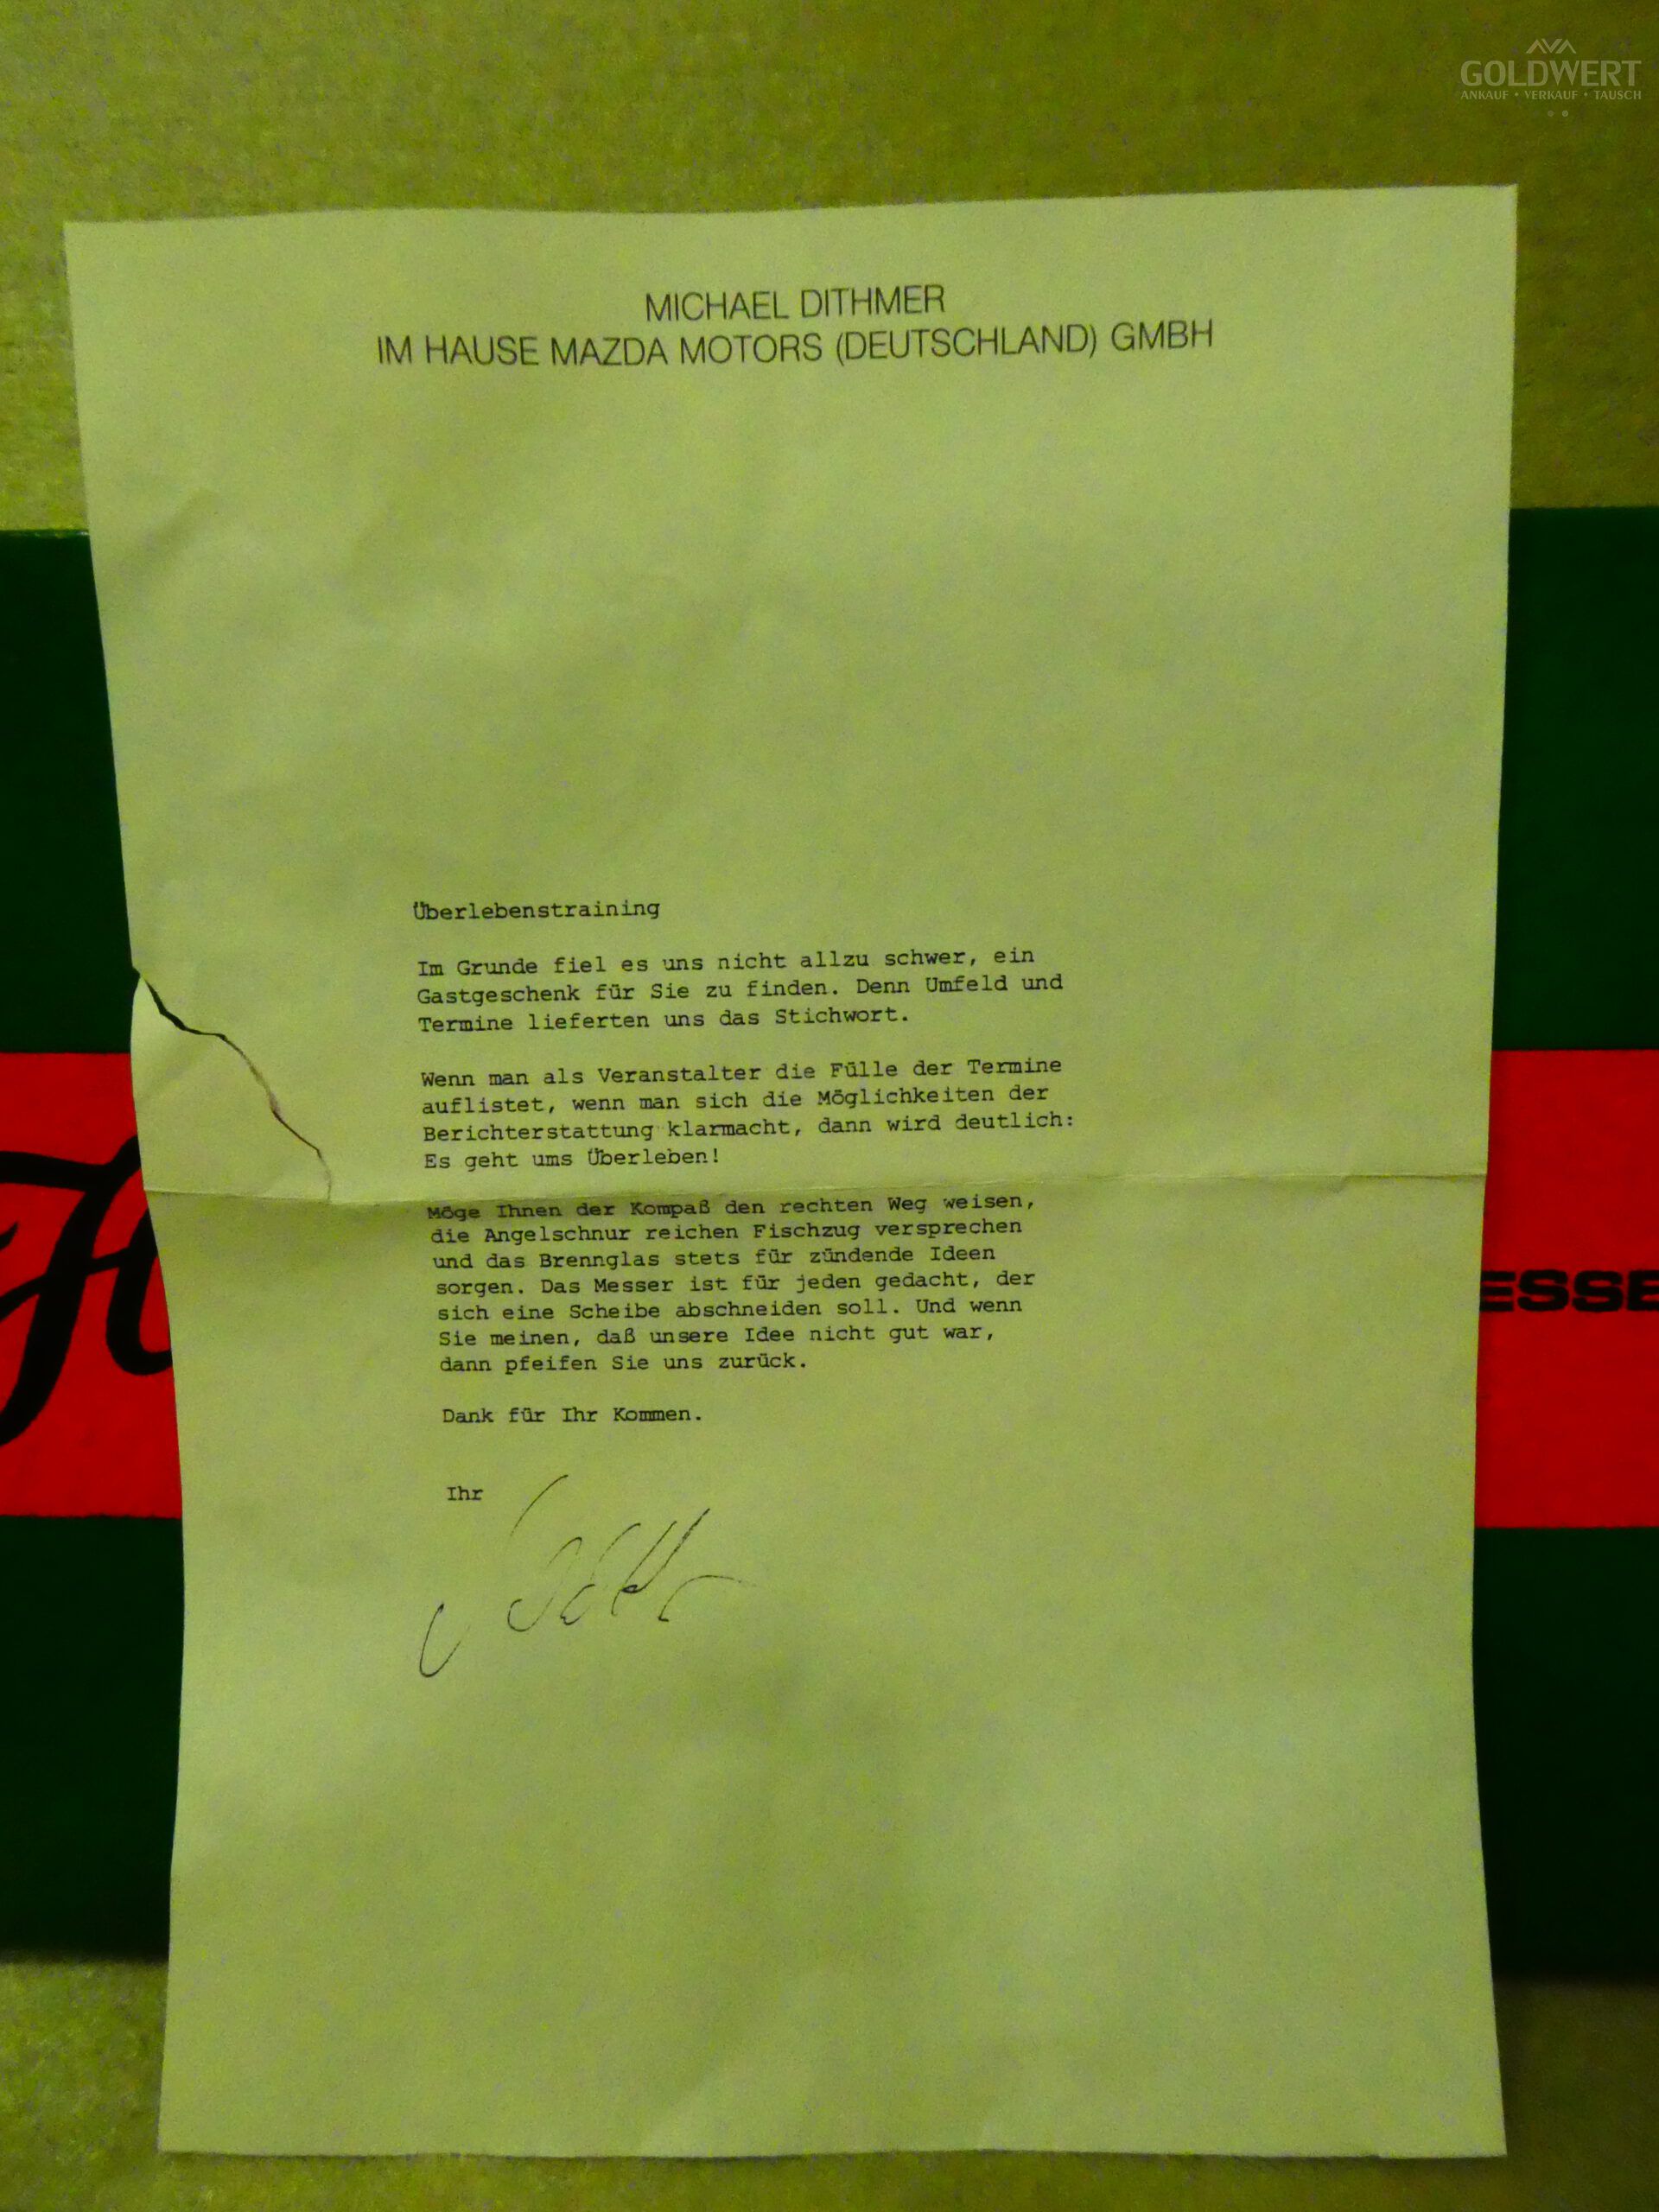 GOLDWERT
ANKAUF • VERKAUF • TAUSCH
MICHAEL DITHMER
IM HAUSE MAZDA MOTORS (DEUTSCHLAND) GMBH
Überlebenstraining
Im Grunde fiel es uns nicht allzu schwer, ein
Gastgeschenk für Sie zu finden. Denn Umfeld und
Termine lieferten uns das Stichwort.
Wenn man als Veranstalter die Fülle der Termine
auflistet, wenn man sich die Möglichkeiten der
Berichterstattung klarmacht, dann wird deutlich:
Es geht ums Überleben!
Möge Ihnen der Kompaß den rechten Weg weisen,
die Angelschnur reichen Fischzug versprechen
und das Brennglas stets für zündende Ideen
sorgen. Das Messer ist für jeden gedacht, der
sich eine Scheibe abschneiden soll. Und wenn
Sie meinen, daß unsere Idee nicht gut war,
dann pfeifen Sie uns zurück.
Dank für Ihr Kommen.
Ihr
ESSE